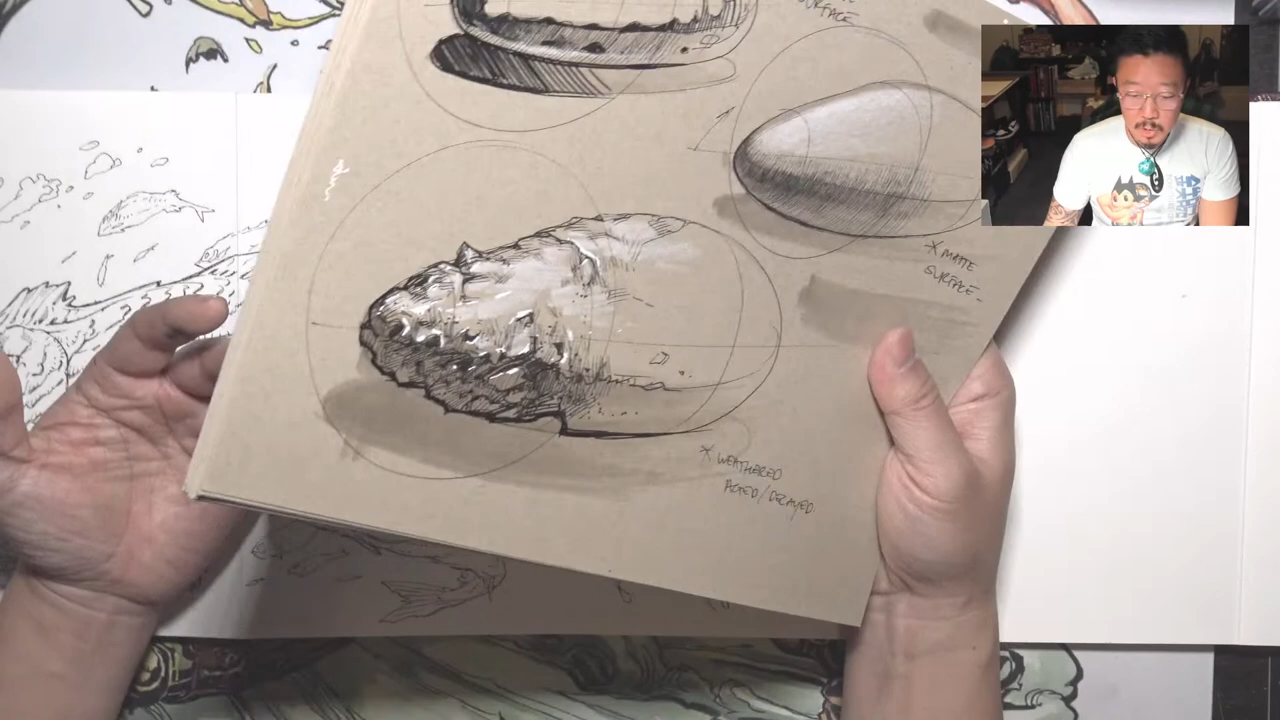 SURFACE
* MATTE
SURFACE-
* WEATHERED
AGED/DECAYED